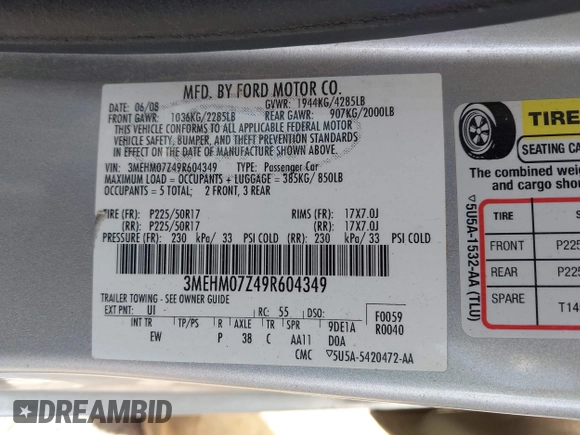 MFD. BY FORD MOTOR CO.
DATE: 06/08 GVWR: 1944KG/4285LB
FRONT GAWR: 1036KG/2285LB REAR GAWR: 907KG/2000LB
THIS VEHICLE CONFORMS TO ALL APPLICABLE FEDERAL MOTOR
VEHICLE SAFETY, BUMPER, AND THEFT PREVENTION STANDARDS
IN EFFECT ON THE DATE OF MANUFACTURE SHOWN ABOVE.
VIN: 3MEHM07Z49R604349 TYPE: Passenger Car
MAXIMUM LOAD = OCCUPANTS + LUGGAGE = 385KG/ 850LB
OCCUPANTS = 5 TOTAL; 2 FRONT, 3 REAR
TIRE (FR): P225/50R17 RIMS (FR): 17X7.0J
(RR): P225/50R17 (RR): 17X7.0J
PRESSURE (FR): 230 kPa/ 33 PSI COLD (RR): 230 kPa/ 33 PSI COLD
3MEHM07Z49R604349
TRAILER TOWING - SEE OWNER GUIDE
EXT PNT: UI RC: 55 DSO: F0059
R0040
INT TR TP/PS R AXLE TR SPR 9DE1A
EW P 38 C AA11 D0A
CMC ▽5U5A-5420472-AA
TIRE
SEATING
The combined
and cargo
TIRE
FRONT P225
REAR P225
SPARE
▽5U5A-1532-AA (TLU)
DREAMBID